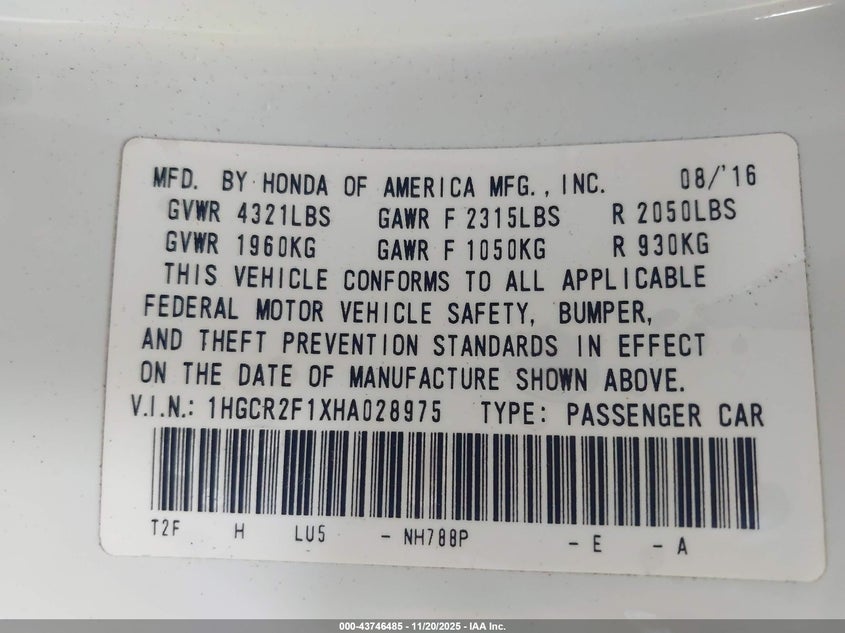 MFD. BY HONDA OF AMERICA MFG., INC. 08/'16
GVWR 4321LBS GAWR F 2315LBS R 2050LBS
GVWR 1960KG GAWR F 1050KG R 930KG
THIS VEHICLE CONFORMS TO ALL APPLICABLE
FEDERAL MOTOR VEHICLE SAFETY, BUMPER,
AND THEFT PREVENTION STANDARDS IN EFFECT
ON THE DATE OF MANUFACTURE SHOWN ABOVE.
V.I.N.: 1HGCR2F1XHA028975 TYPE: PASSENGER CAR
T2F H LU5 - NH788P - E - A
000-43746485 - 11/20/2025 - IAA Inc.